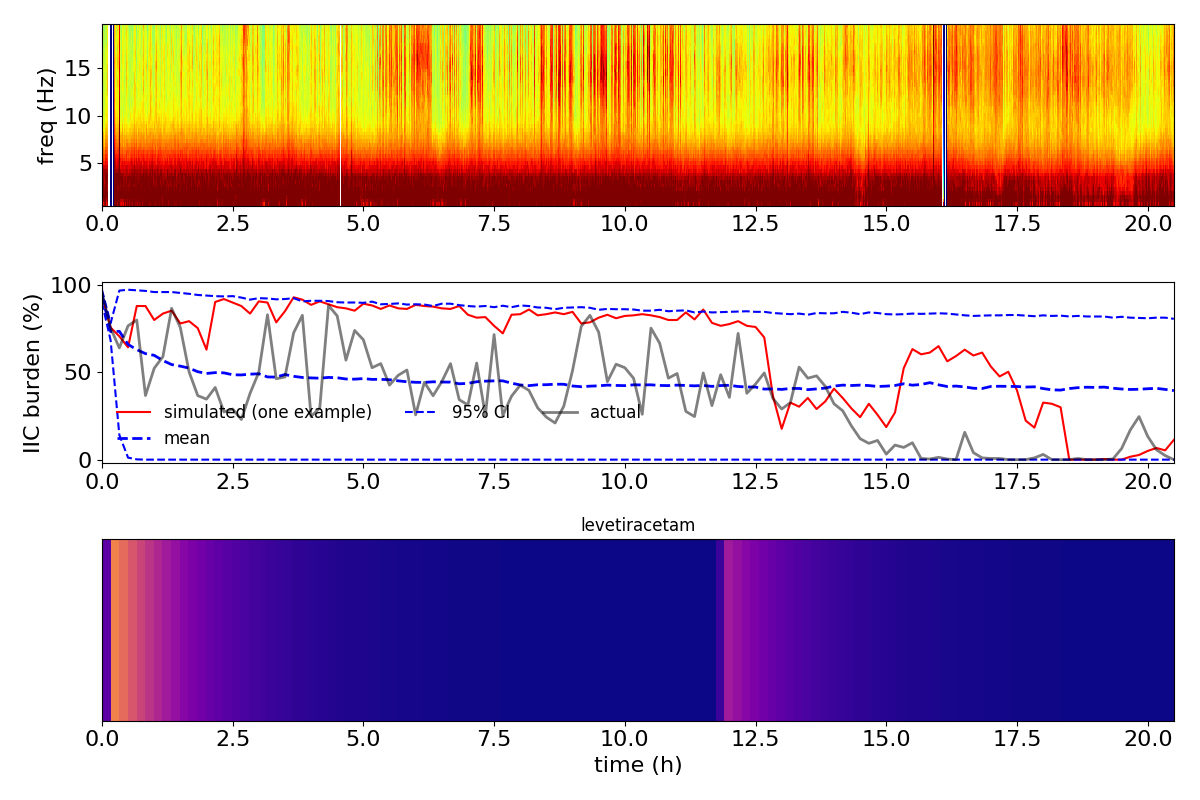 freq (Hz)
15
10
5
0.0 2.5 5.0 7.5 10.0 12.5 15.0 17.5 20.0
IIC burden (%)
100
50
0
simulated (one example) 95% CI actual
mean
0.0 2.5 5.0 7.5 10.0 12.5 15.0 17.5 20.0
levetiracetam
0.0 2.5 5.0 7.5 10.0 12.5 15.0 17.5 20.0
time (h)